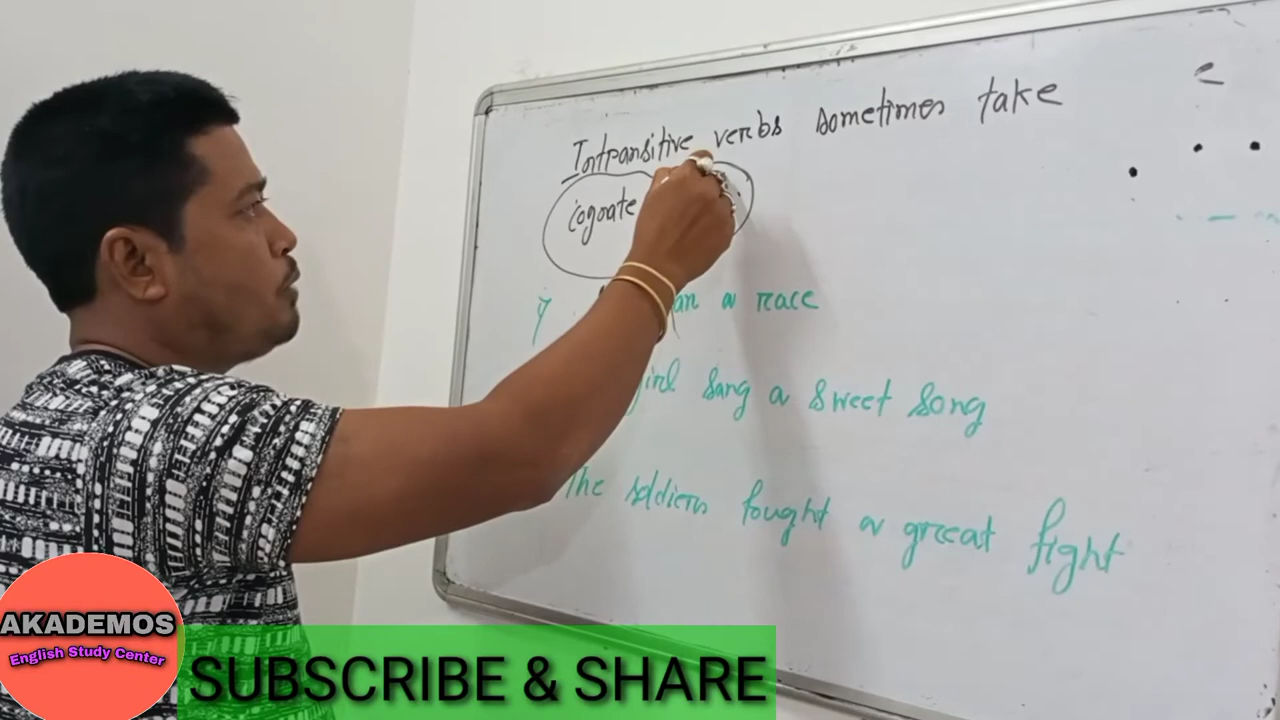 Intransitive verbs sometimes take
cognate
an a race
girl sang a sweet song
The soldiers fought a great fight
AKADEMOS
English Study Center
SUBSCRIBE & SHARE